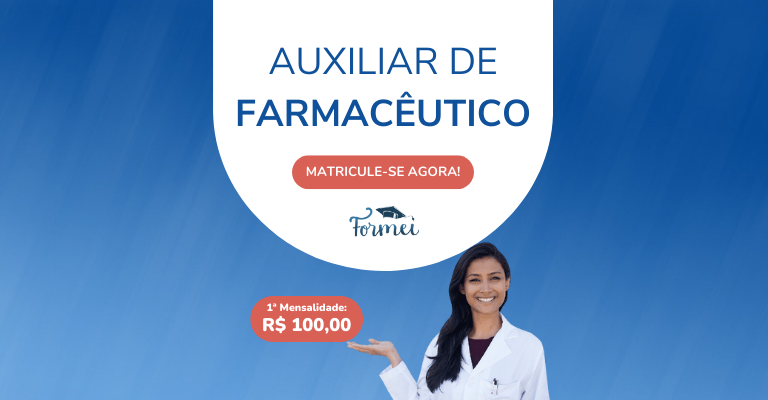 AUXILIAR DE
FARMACÊUTICO
MATRICULE-SE AGORA!
Formei
1ª Mensalidade:
R$ 100,00